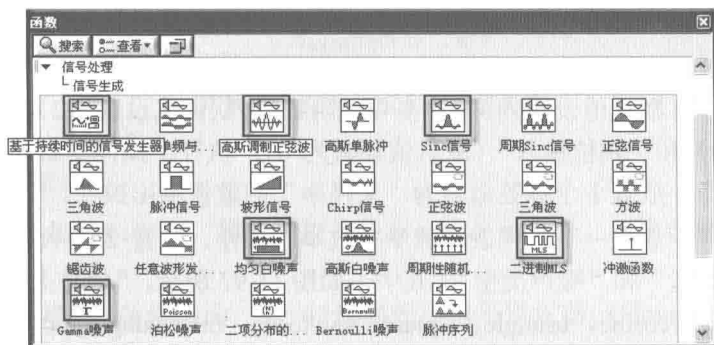 函数
搜索 查看
信号处理
信号生成
基于持续时间的信号发生器 单频与... 高斯调制正弦波 高斯单脉冲 Sinc信号 周期Sinc信号 正弦信号
三角波 脉冲信号 坡形信号 Chirp信号 正弦波 三角波 方波
锯齿波 任意波形发... 均匀白噪声 高斯白噪声 周期性随机... 二进制MLS 冲激函数
MLS
Gamma噪声 泊松噪声 二项分布的... Bernoulli噪声 脉冲序列
Γ Poisson (N) Bernoulli